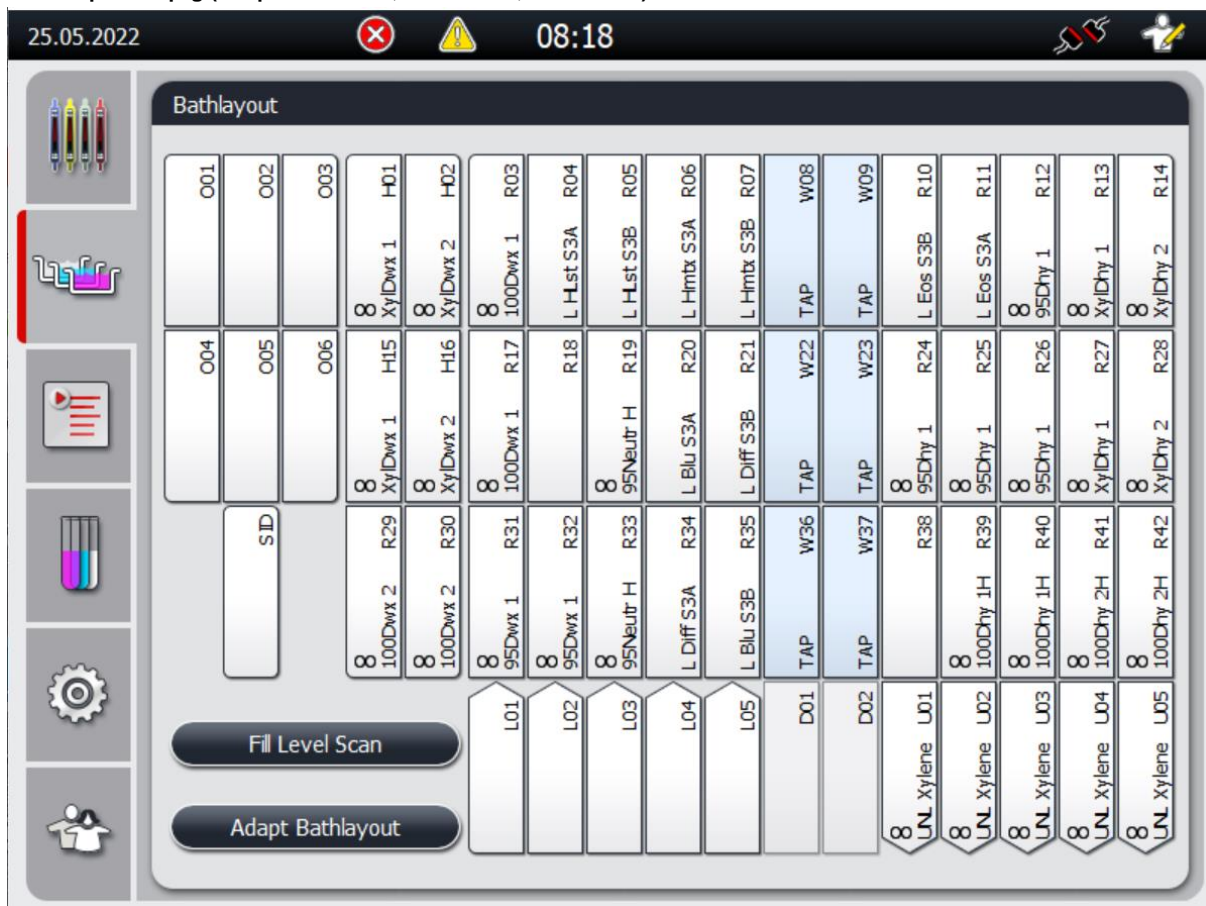 25.05.2022
08:18
Bathlayout
O01
O02
O03
∞
XylDwx 1 H01
∞
XylDwx 2 H02
∞
100Dwx 1 R03
L HLst S3A R04
L HLst S3B R05
L Hmtx S3A R06
L Hmtx S3B R07
TAP W08
TAP W09
L Eos S3B R10
L Eos S3A R11
∞
95Dhy 1 R12
∞
XylDhy 1 R13
∞
XylDhy 2 R14
O04
O05
O06
∞
XylDwx 1 H15
∞
XylDwx 2 H16
∞
100Dwx 1 R17
R18
∞
95Neutr H R19
L Blu S3A R20
L Diff S3B R21
TAP W22
TAP W23
∞
95Dhy 1 R24
∞
95Dhy 1 R25
∞
95Dhy 1 R26
∞
XylDhy 1 R27
∞
XylDhy 2 R28
SID
∞
100Dwx 2 R29
∞
100Dwx 2 R30
∞
95Dwx 1 R31
∞
95Dwx 1 R32
∞
95Neutr H R33
L Diff S3A R34
L Blu S3B R35
TAP W36
TAP W37
R38
∞
100Dhy 1H R39
∞
100Dhy 1H R40
∞
100Dhy 2H R41
∞
100Dhy 2H R42
L01
L02
L03
L04
L05
D01
D02
∞
UNL Xylene U01
∞
UNL Xylene U02
∞
UNL Xylene U03
∞
UNL Xylene U04
∞
UNL Xylene U05
Fill Level Scan
Adapt Bathlayout